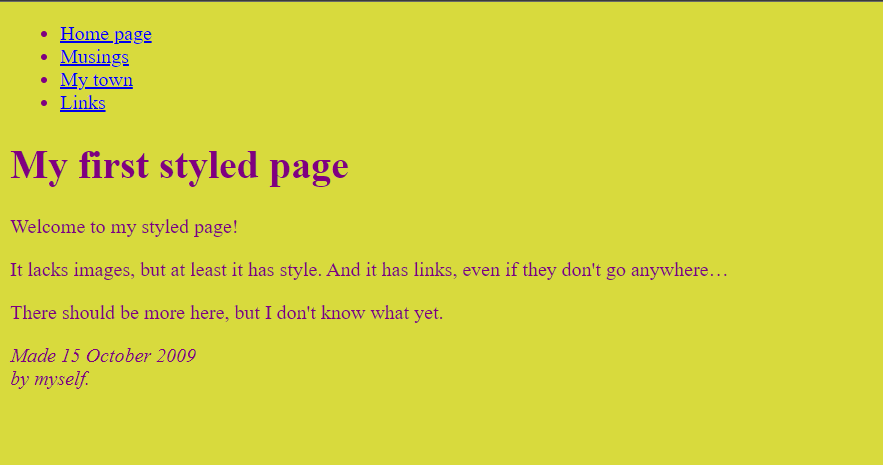 Home page
Musings
My town
Links
My first styled page
Welcome to my styled page!
It lacks images, but at least it has style. And it has links, even if they don't go anywhere…
There should be more here, but I don't know what yet.
Made 15 October 2009
by myself.